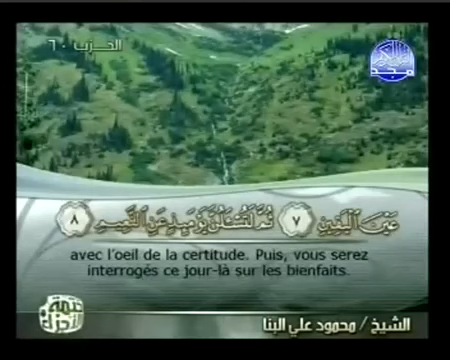 الحزب ٦٠
مجد
عَيْنَ الْيَقِينِ ٧ ثُمَّ لَتُسْأَلُنَّ يَوْمَئِذٍ عَنِ النَّعِيمِ ٨
avec l'oeil de la certitude. Puis, vous serez
interrogés ce jour-là sur les bienfaits.
الشيخ / محمود علي البنا